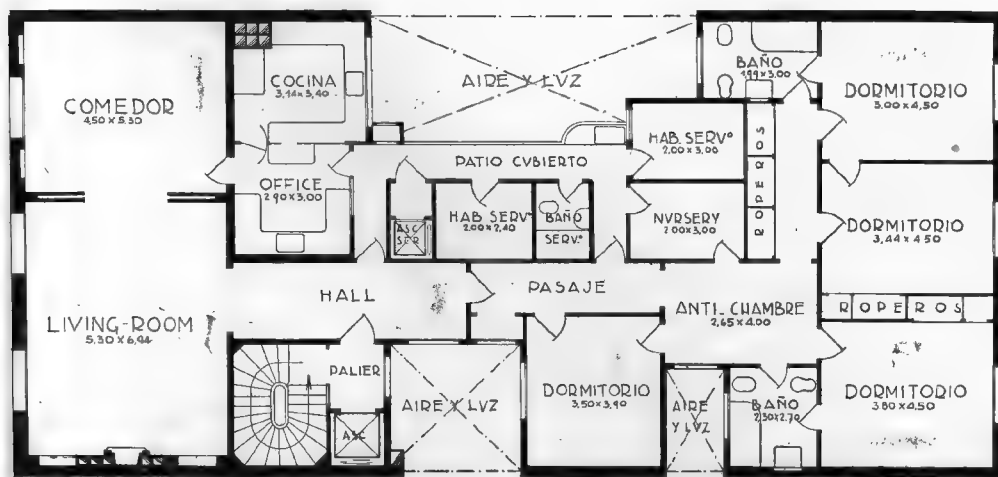 COMEDOR
4,50 x 5,30
COCINA
3,14 x 3,40
AIRE Y LVZ
BAÑO
1,99 x 3,00
DORMITORIO
3,00 x 4,50
HAB. SERVº
2,00 x 3,00
ROPEROS
PATIO CVBIERTO
OFFICE
2,90 x 3,00
ASC
SER
HAB SERVº
2,00 x 2,40
BAÑO
SERVº
NVRSERY
2,00 x 3,00
DORMITORIO
3,44 x 4,50
HALL
PASAJE
ANTI-CHAMBRE
2,65 x 4,00
ROPEROS
LIVING-ROOM
5,30 x 6,44
PALIER
ASC
AIRE Y LVZ
DORMITORIO
3,50 x 3,90
AIRE
Y LVZ
BAÑO
2,30 x 2,70
DORMITORIO
3,80 x 4,50